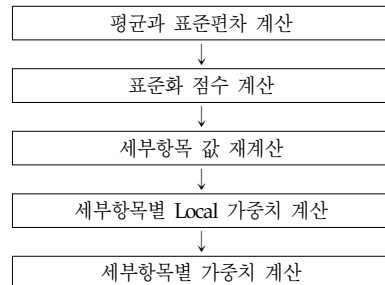 평균과 표준편차 계산
표준화 점수 계산
세부항목 값 재계산
세부항목별 Local 가중치 계산
세부항목별 가중치 계산